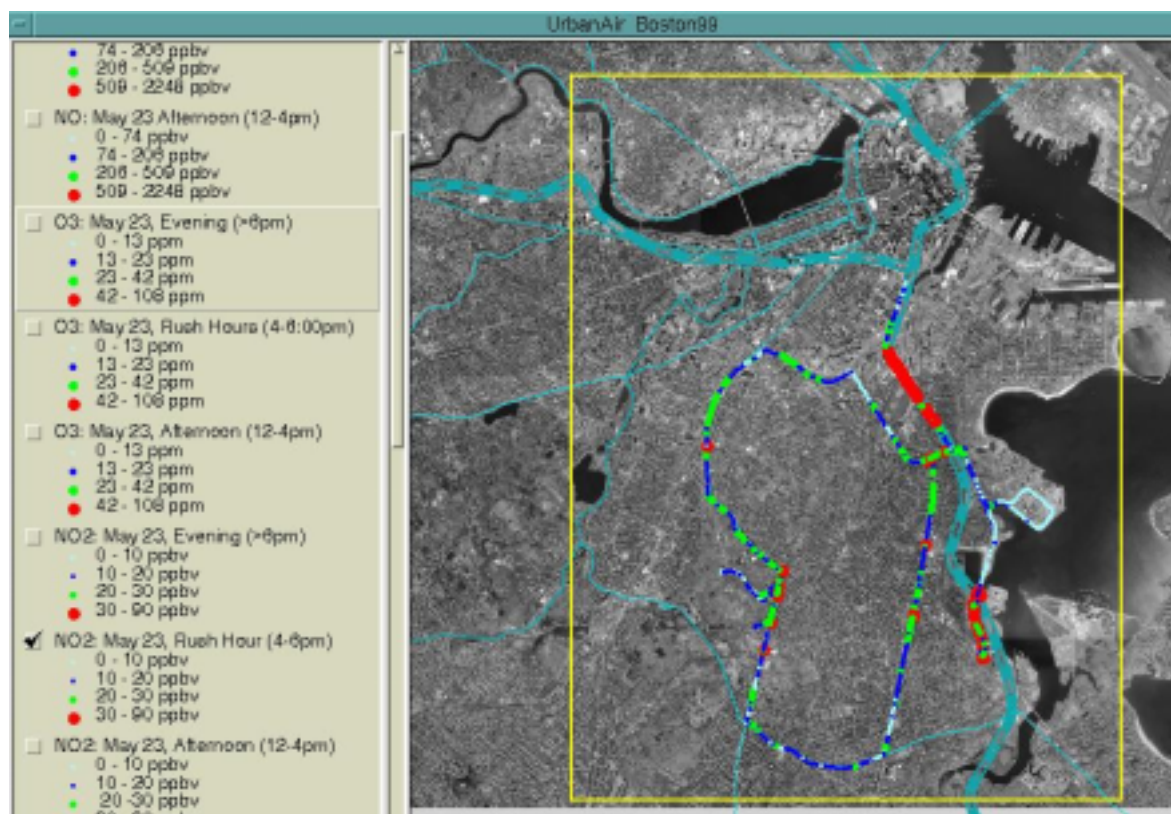 UrbanAir Boston99
74 - 206 ppbv
206 - 509 ppbv
509 - 2248 ppbv
NO: May 23 Afternoon (12-4pm)
0 - 74 ppbv
74 - 206 ppbv
206 - 509 ppbv
509 - 2248 ppbv
O3: May 23, Evening (>6pm)
0 - 13 ppm
13 - 23 ppm
23 - 42 ppm
42 - 108 ppm
O3: May 23, Rush Hours (4-6:00pm)
0 - 13 ppm
13 - 23 ppm
23 - 42 ppm
42 - 108 ppm
O3: May 23, Afternoon (12-4pm)
0 - 13 ppm
13 - 23 ppm
23 - 42 ppm
42 - 108 ppm
NO2: May 23, Evening (>6pm)
0 - 10 ppbv
10 - 20 ppbv
20 - 30 ppbv
30 - 90 ppbv
NO2: May 23, Rush Hour (4-6pm)
0 - 10 ppbv
10 - 20 ppbv
20 - 30 ppbv
30 - 90 ppbv
NO2: May 23, Afternoon (12-4pm)
0 - 10 ppbv
10 - 20 ppbv
20 -30 ppbv